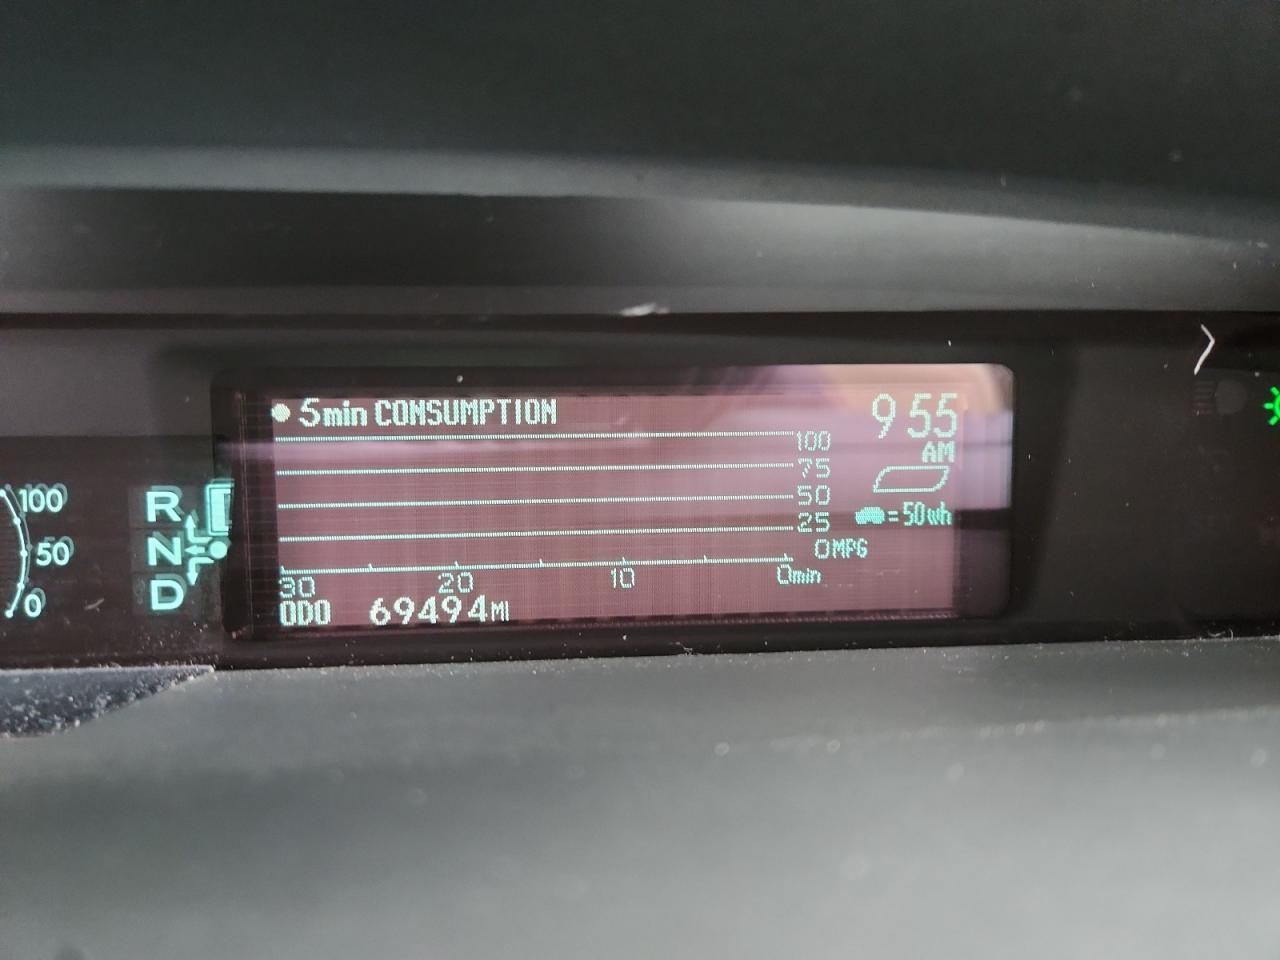 5min CONSUMPTION
9 55
AM
100
75
50
25
0MPG
= 50wh
30 20 10 0min
ODO 69494MI
100
50
0
R
N
D